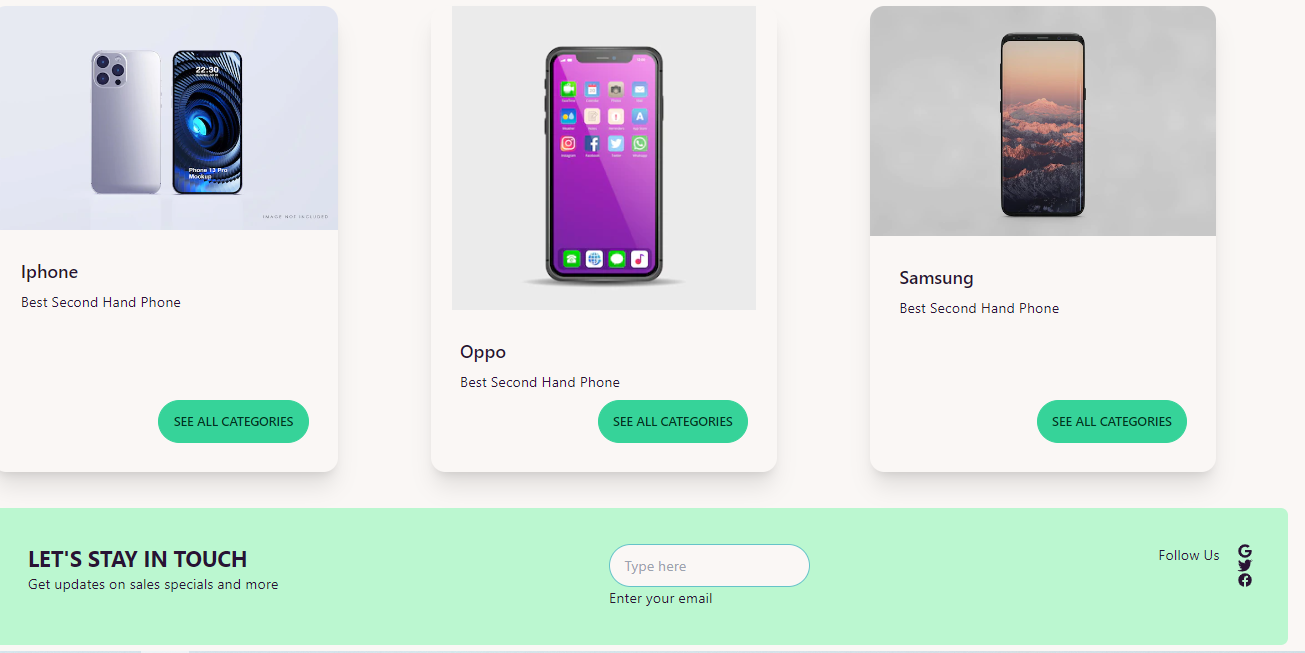 22:30
Phone 13 Pro
Mockup
IMAGE NOT INCLUDED
Iphone
Best Second Hand Phone
SEE ALL CATEGORIES
Oppo
Best Second Hand Phone
SEE ALL CATEGORIES
Samsung
Best Second Hand Phone
SEE ALL CATEGORIES
LET'S STAY IN TOUCH
Get updates on sales specials and more
Type here
Enter your email
Follow Us